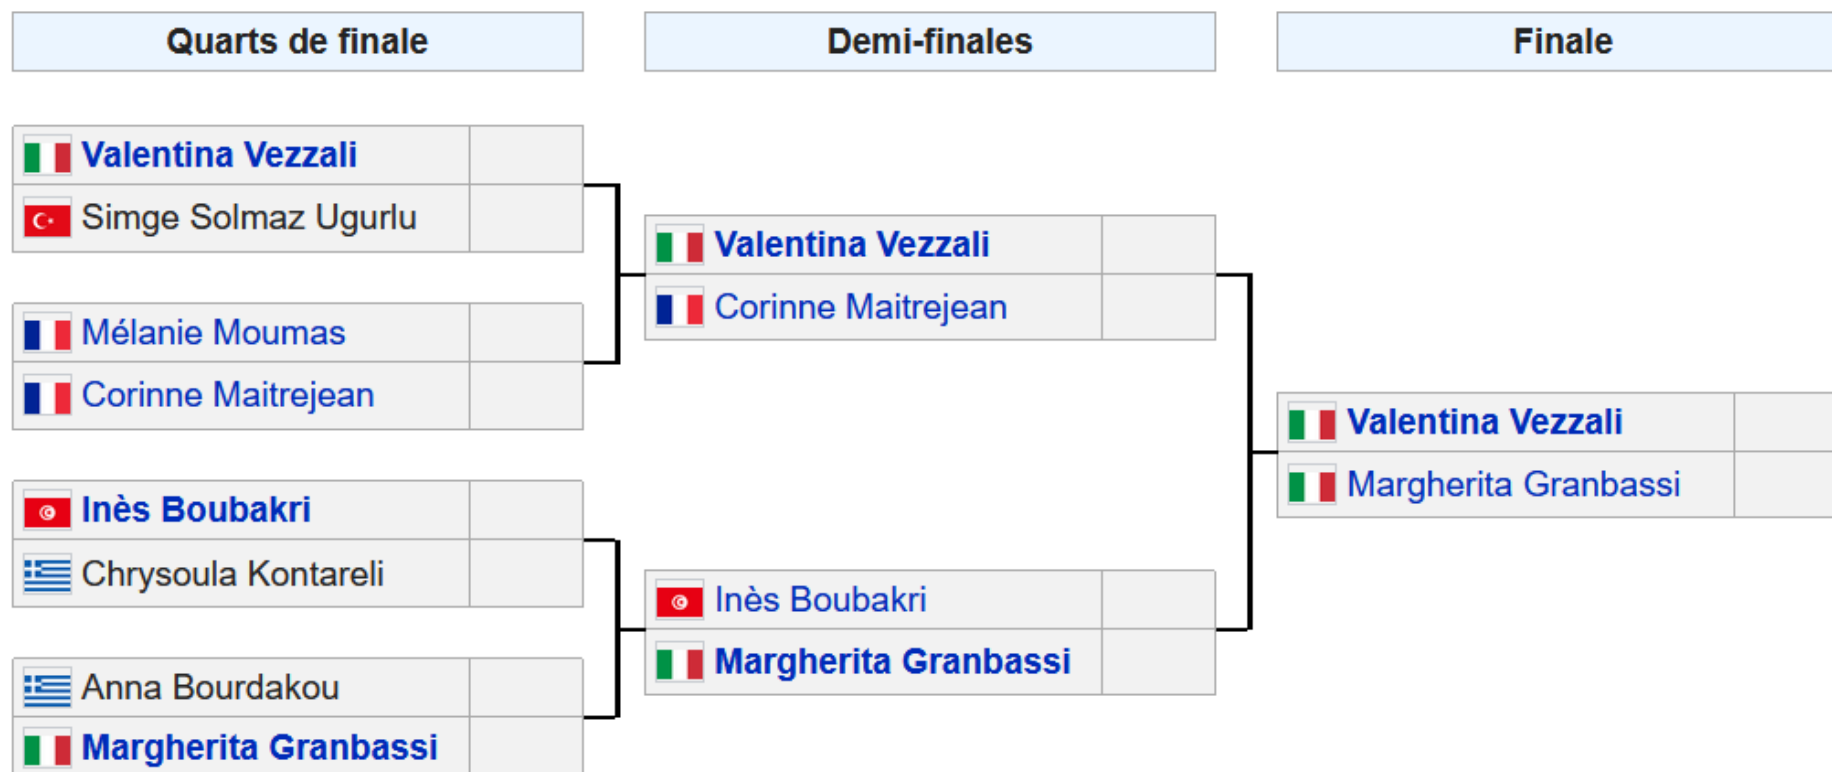 Quarts de finale
Demi-finales
Finale
Valentina Vezzali
Simge Solmaz Ugurlu
Mélanie Moumas
Corinne Maitrejean
Inès Boubakri
Chrysoula Kontareli
Anna Bourdakou
Margherita Granbassi
Valentina Vezzali
Corinne Maitrejean
Inès Boubakri
Margherita Granbassi
Valentina Vezzali
Margherita Granbassi